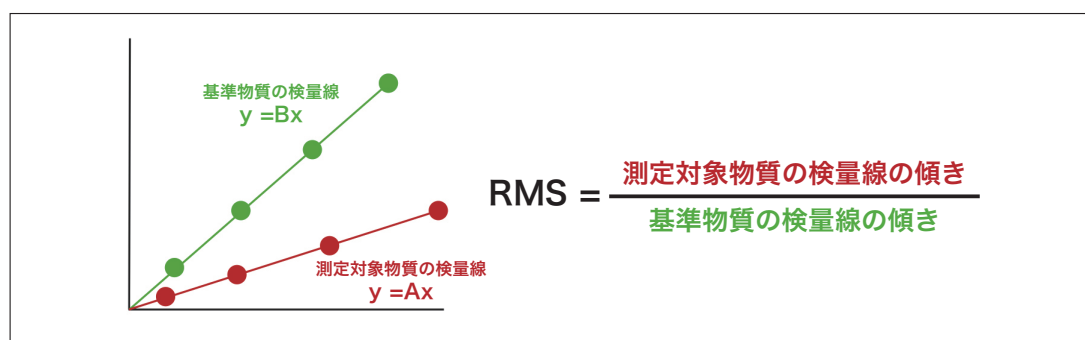 基準物質の検量線
y =Bx
測定対象物質の検量線
y =Ax
RMS =
測定対象物質の検量線の傾き
基準物質の検量線の傾き